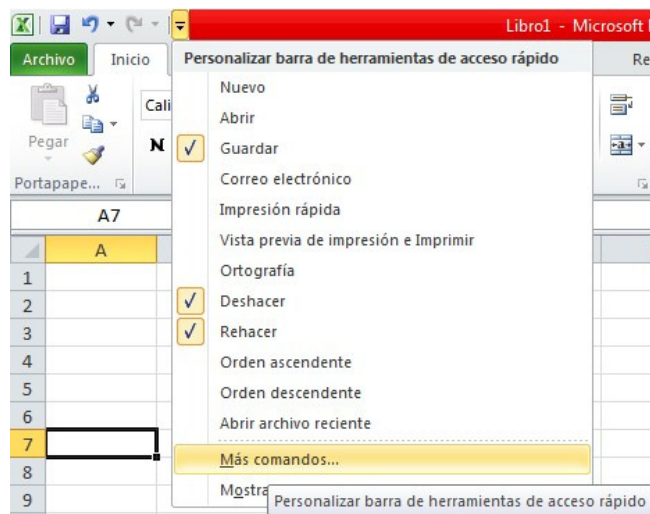 Libro1 - Microsoft
Archivo Inicio Re
Personalizar barra de herramientas de acceso rápido
Nuevo
Abrir
Guardar
Correo electrónico
Impresión rápida
Vista previa de impresión e Imprimir
Ortografía
Deshacer
Rehacer
Orden ascendente
Orden descendente
Abrir archivo reciente
Más comandos...
Mostra
Personalizar barra de herramientas de acceso rápido
Cali
Pegar
N
Portapape...
A7
A
1
2
3
4
5
6
7
8
9